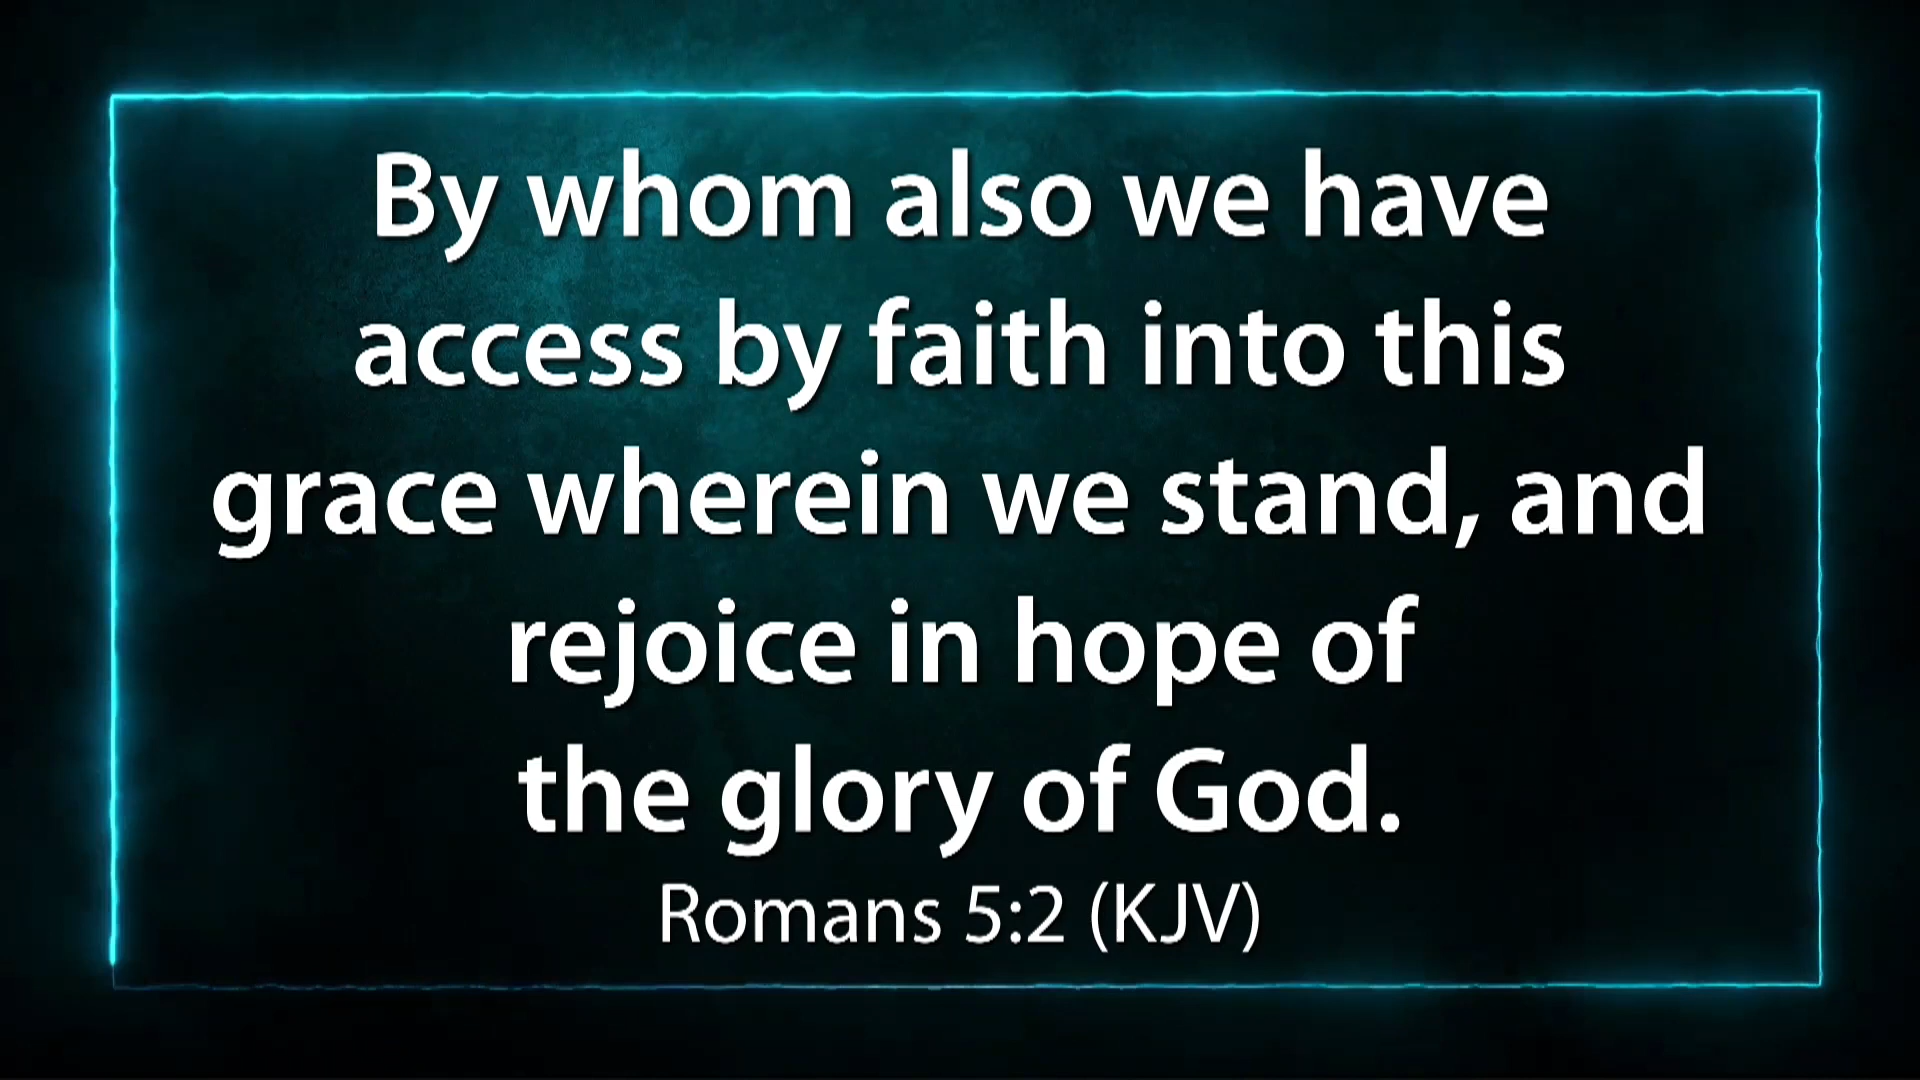 By whom also we have
access by faith into this
grace wherein we stand, and
rejoice in hope of
the glory of God.
Romans 5:2 (KJV)